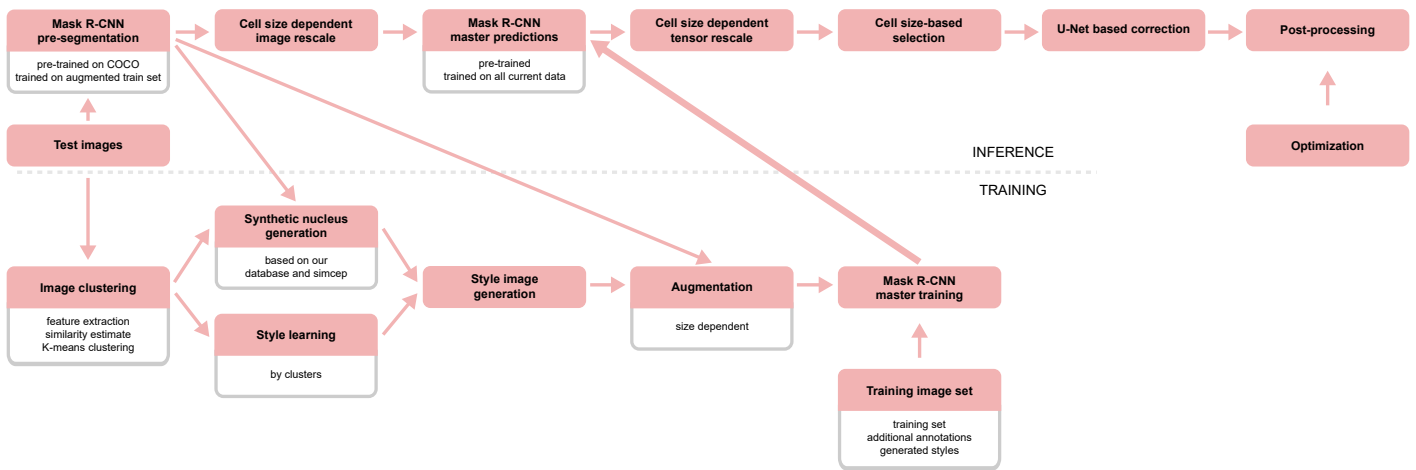 Mask R-CNN
pre-segmentation
pre-trained on COCO
trained on augmented train set
Cell size dependent
image rescale
Mask R-CNN
master predictions
pre-trained
trained on all current data
Cell size dependent
tensor rescale
Cell size-based
selection
U-Net based correction
Post-processing
Test images
Optimization
INFERENCE
TRAINING
Image clustering
feature extraction
similarity estimate
K-means clustering
Synthetic nucleus
generation
based on our
database and simcep
Style learning
by clusters
Style image
generation
Augmentation
size dependent
Mask R-CNN
master training
Training image set
training set
additional annotations
generated styles